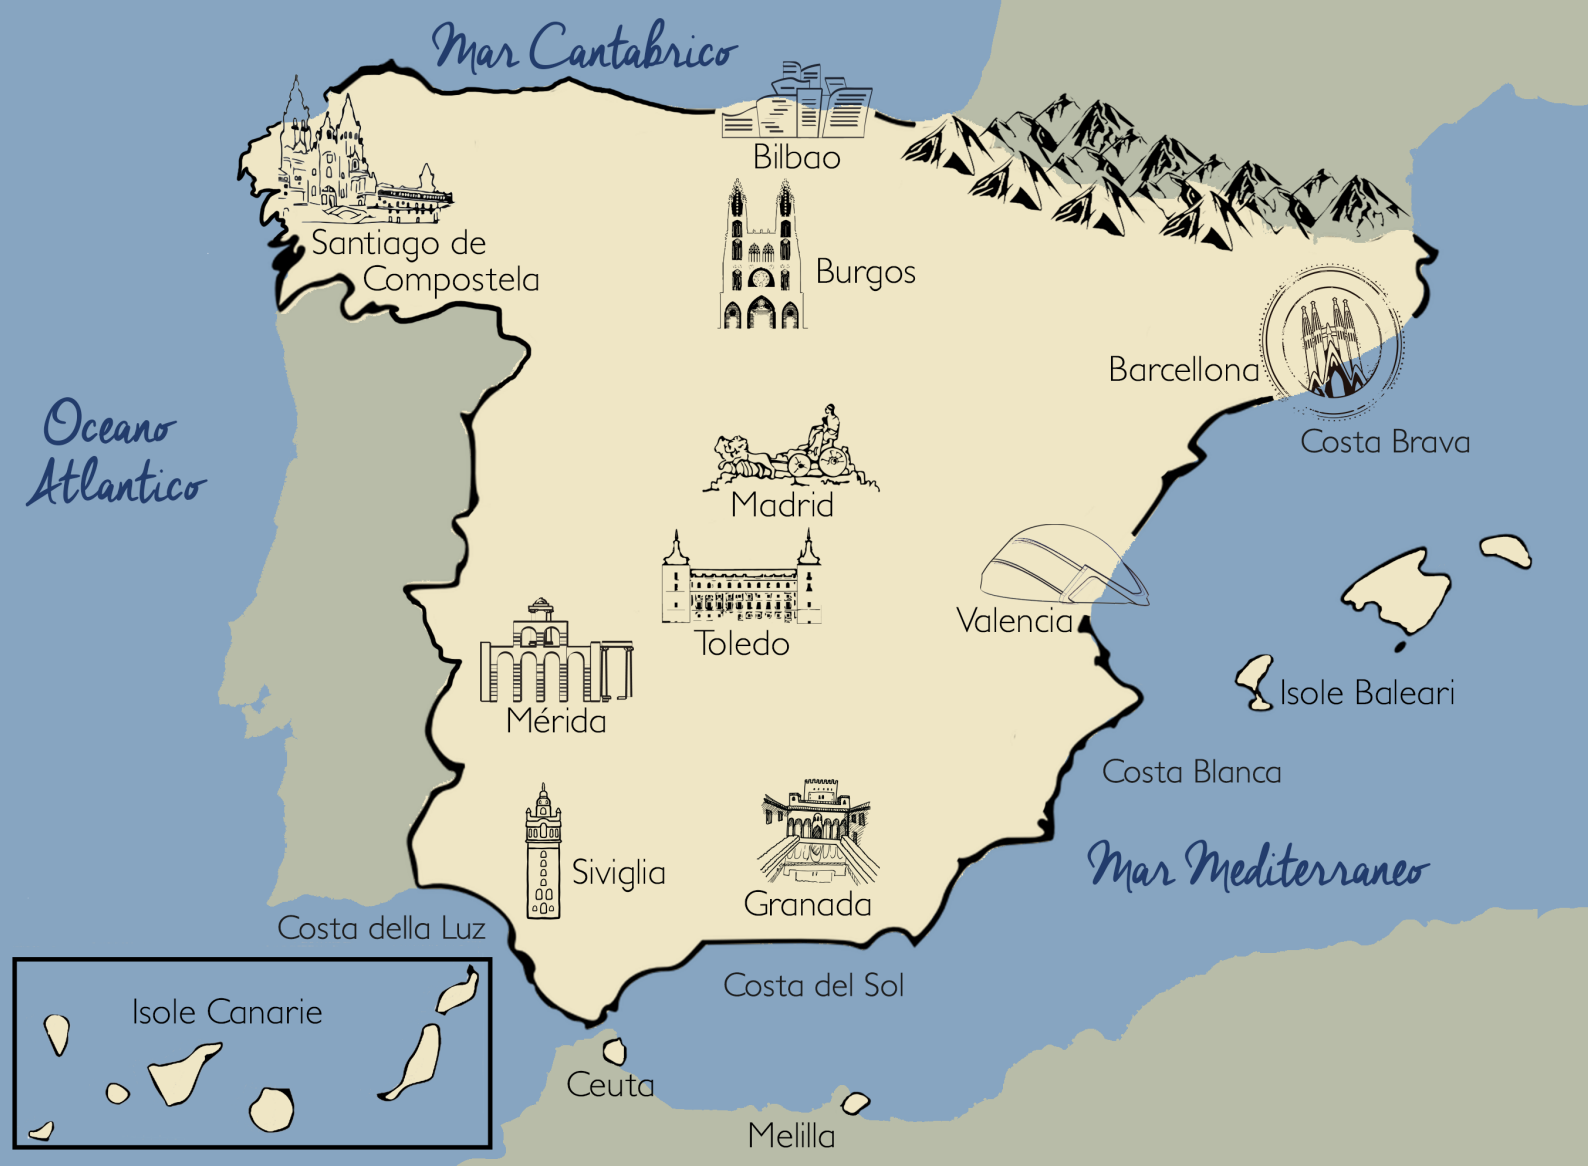 Mar Cantabrico
Bilbao
Santiago de
Compostela
Burgos
Barcellona
Oceano
Atlantico
Costa Brava
Madrid
Valencia
Toledo
Isole Baleari
Mérida
Costa Blanca
Mar Mediterraneo
Siviglia
Granada
Costa della Luz
Costa del Sol
Isole Canarie
Ceuta
Melilla